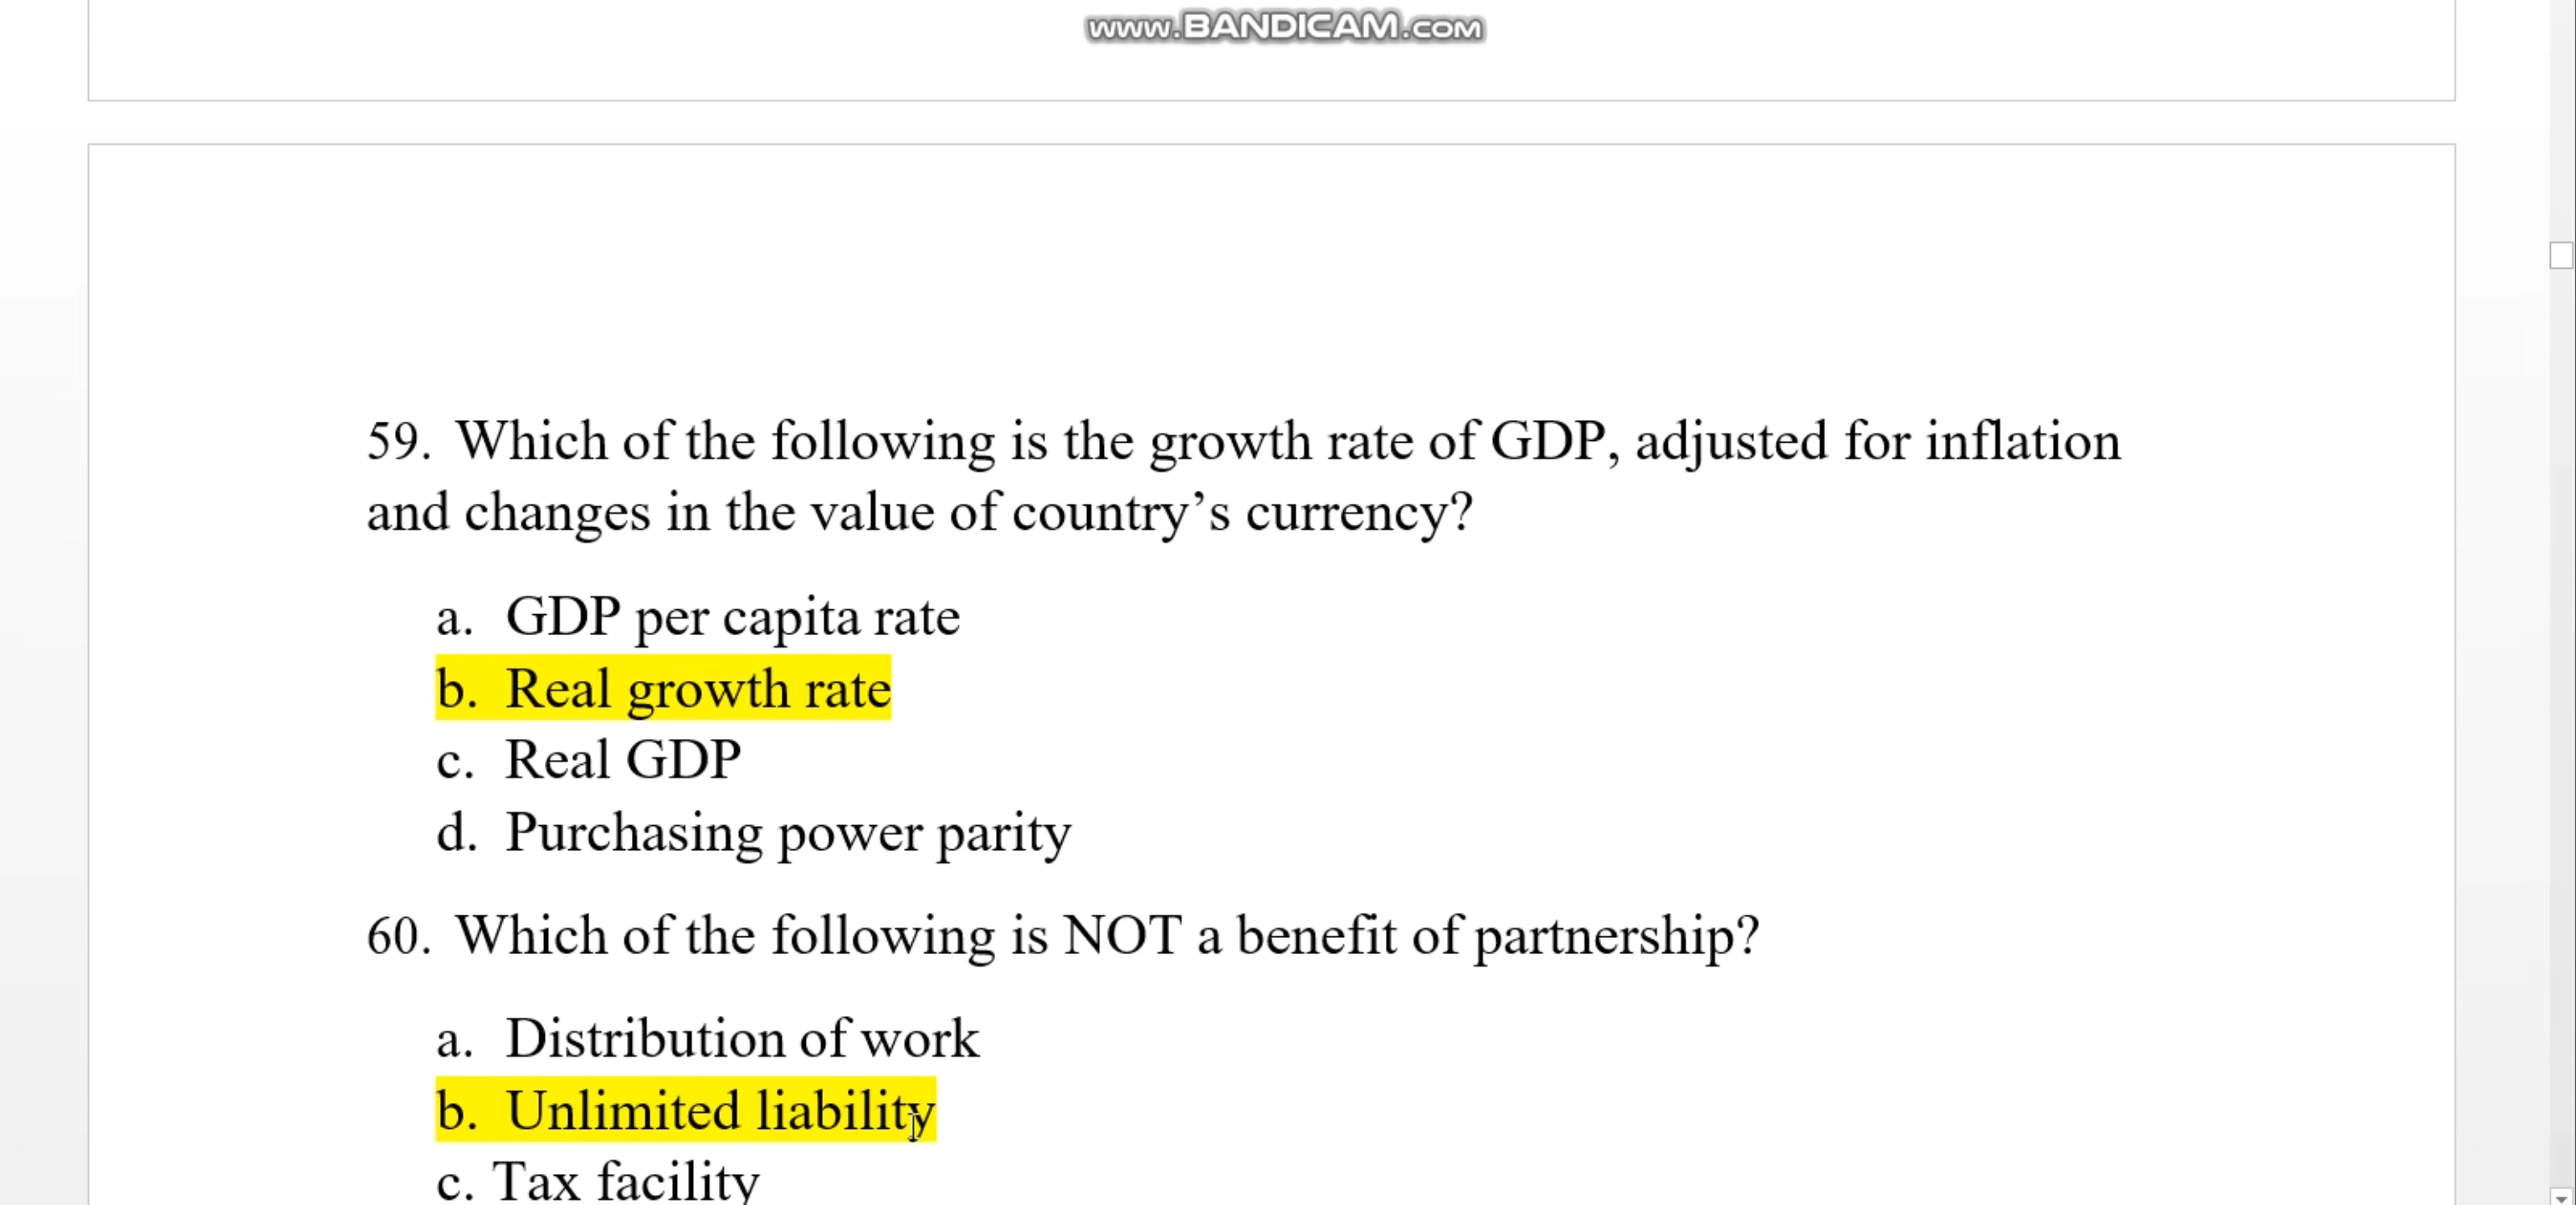 www.BANDICAM.com
59. Which of the following is the growth rate of GDP, adjusted for inflation
and changes in the value of country’s currency?
a. GDP per capita rate
b. Real growth rate
c. Real GDP
d. Purchasing power parity
60. Which of the following is NOT a benefit of partnership?
a. Distribution of work
b. Unlimited liability
c. Tax facility